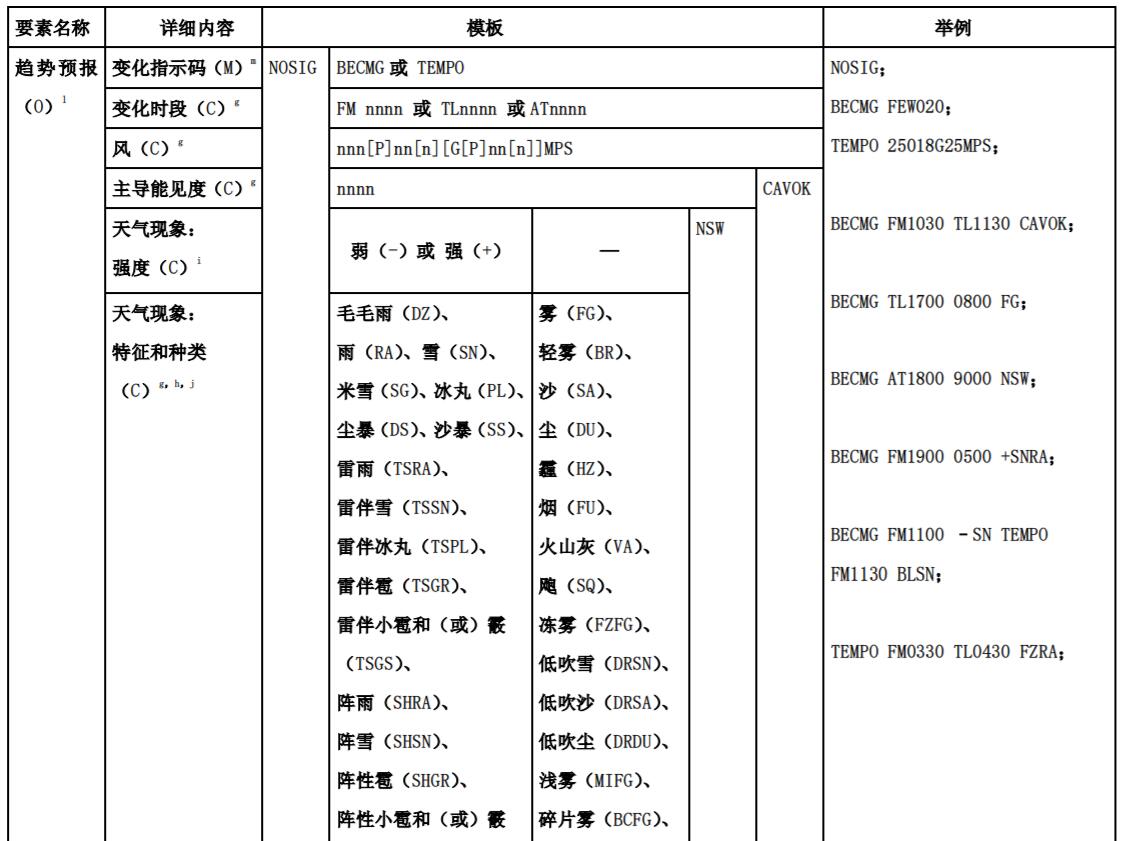 要素名称 详细内容 模板 举例
趋势预报 变化指示码（M）m NOSIG BECMG 或 TEMPO NOSIG；
（O）l 变化时段（C）g FM nnnn 或 TLnnnn 或 ATnnnn BECMG FEW020；
风（C）g nnn[P]nn[n][G[P]nn[n]]MPS TEMPO 25018G25MPS；
主导能见度（C）g nnnn CAVOK
天气现象：
强度（C）i
弱（-）或 强（+） — NSW BECMG FM1030 TL1130 CAVOK；
天气现象：
特征和种类
（C）g，h，j
毛毛雨（DZ）、
雨（RA）、雪（SN）、
米雪（SG）、冰丸（PL）、
尘暴（DS）、沙暴（SS）、
雷雨（TSRA）、
雷伴雪（TSSN）、
雷伴冰丸（TSPL）、
雷伴雹（TSGR）、
雷伴小雹和（或）霰
（TSGS）、
阵雨（SHRA）、
阵雪（SHSN）、
阵性雹（SHGR）、
阵性小雹和（或）霰
雾（FG）、
轻雾（BR）、
沙（SA）、
尘（DU）、
霾（HZ）、
烟（FU）、
火山灰（VA）、
飑（SQ）、
冻雾（FZFG）、
低吹雪（DRSN）、
低吹沙（DRSA）、
低吹尘（DRDU）、
浅雾（MIFG）、
碎片雾（BCFG）、
BECMG TL1700 0800 FG；
BECMG AT1800 9000 NSW；
BECMG FM1900 0500 +SNRA；
BECMG FM1100 –SN TEMPO
FM1130 BLSN；
TEMPO FM0330 TL0430 FZRA；